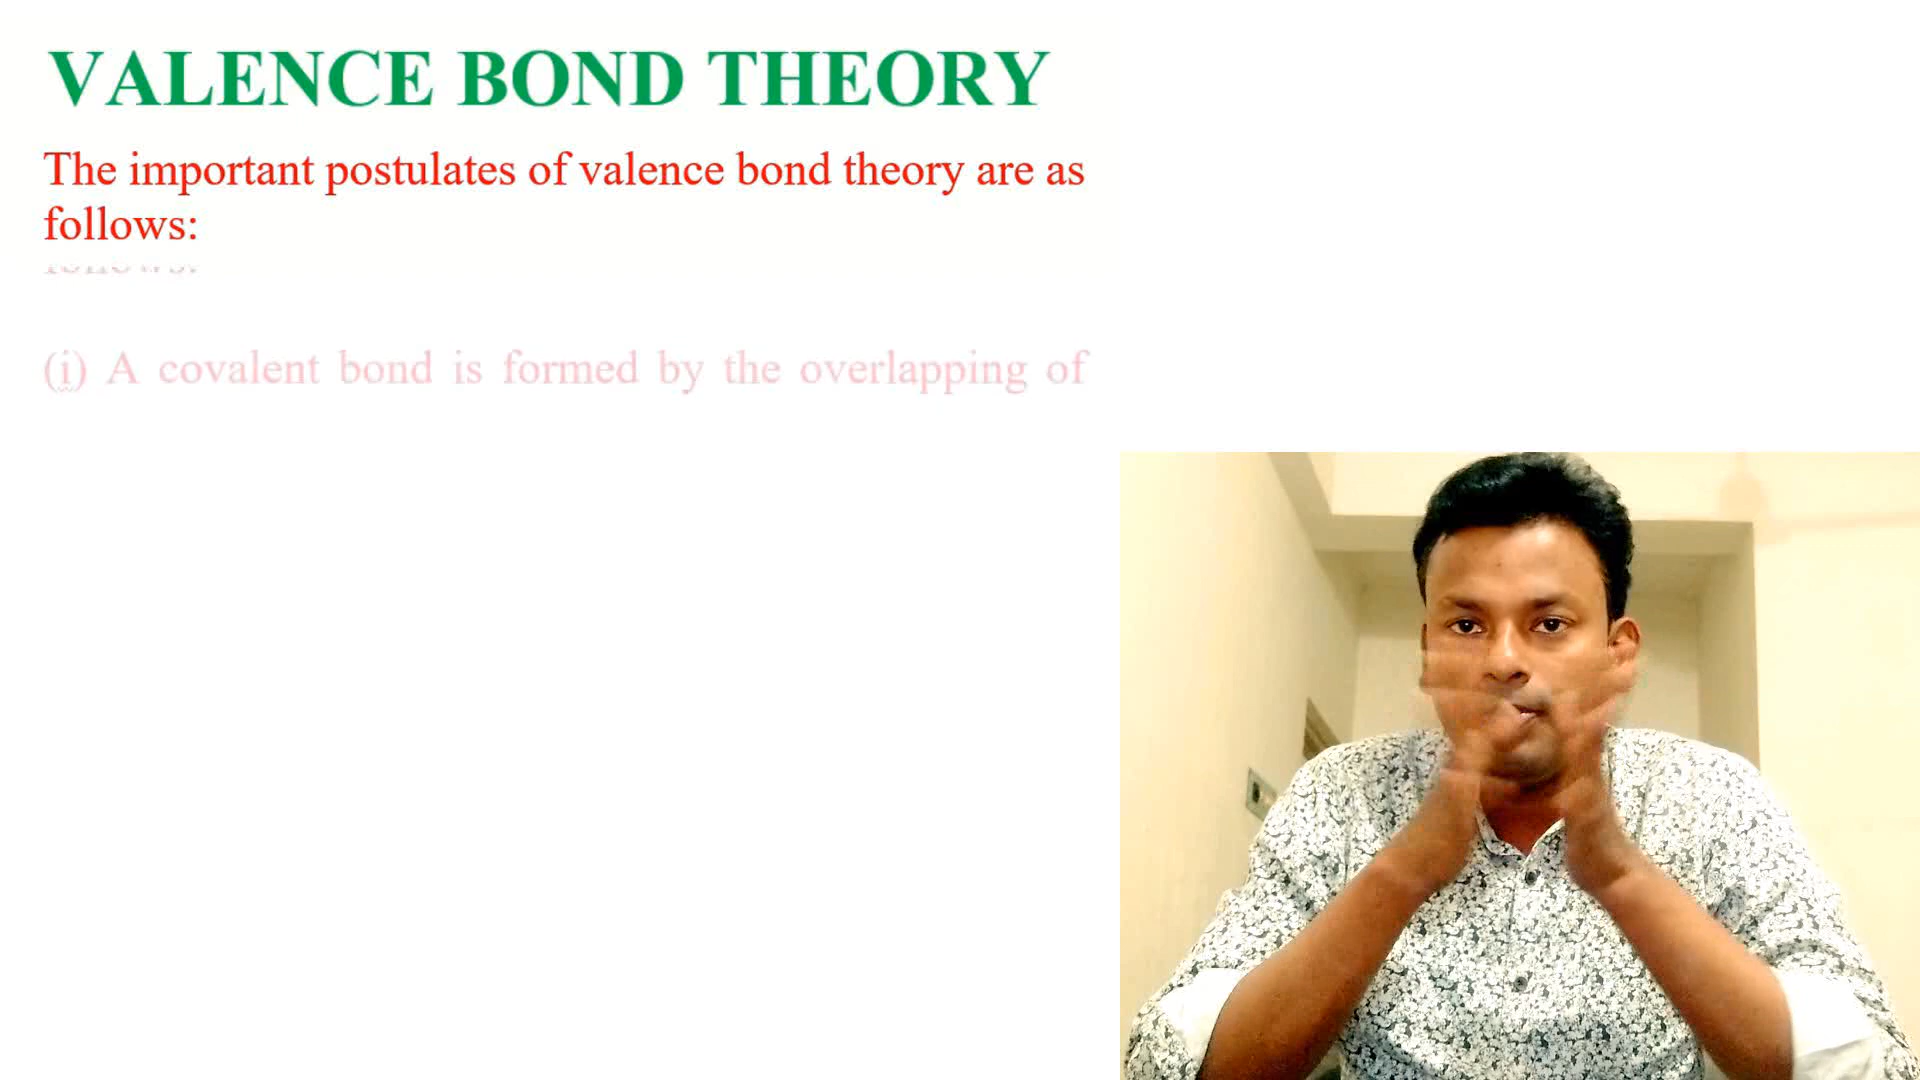 VALENCE BOND THEORY
The important postulates of valence bond theory are as
follows:
follows:
(i) A covalent bond is formed by the overlapping of